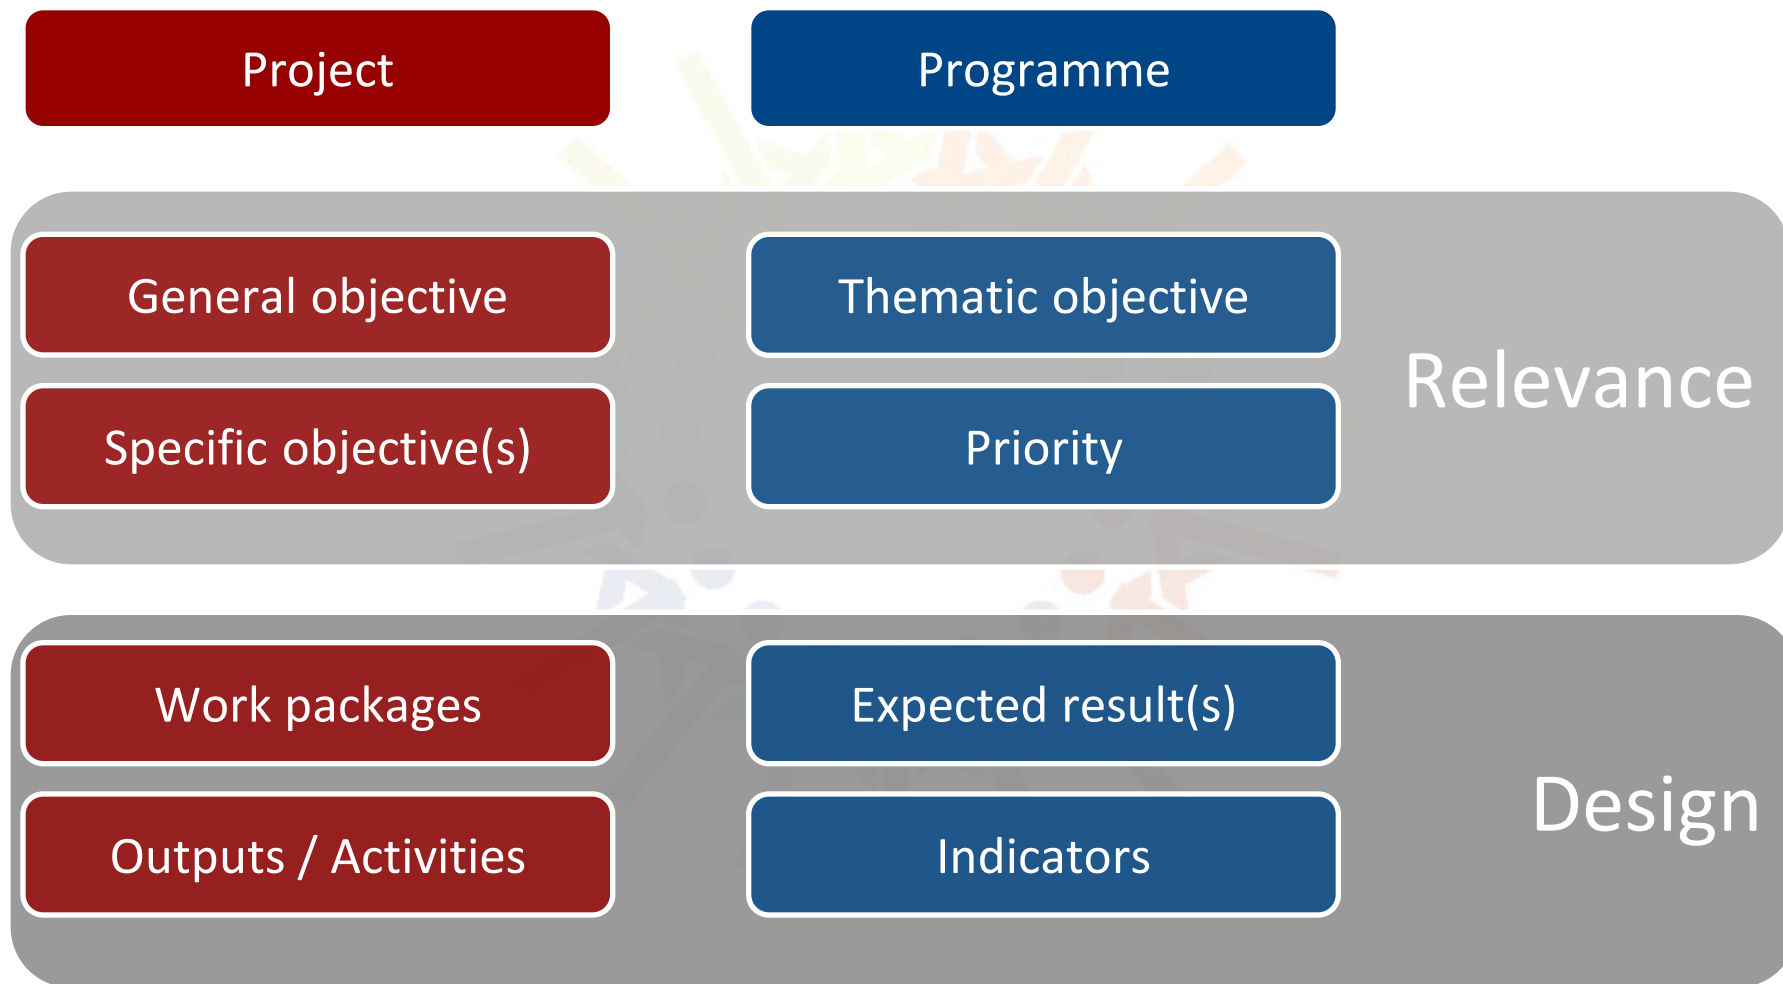 Project
Programme
General objective
Thematic objective
Relevance
Specific objective(s)
Priority
Work packages
Expected result(s)
Design
Outputs / Activities
Indicators